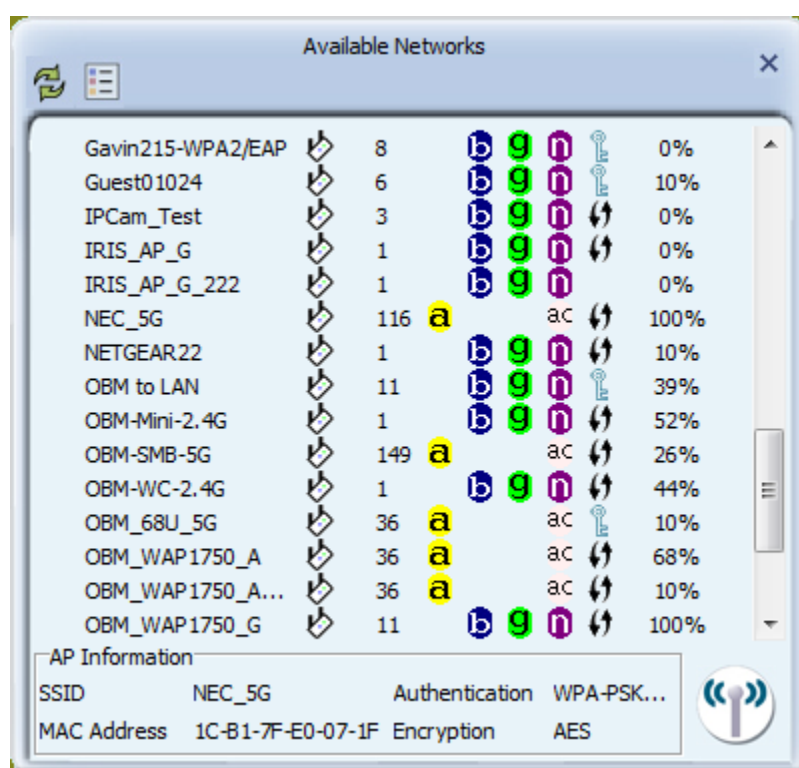 Available Networks
Gavin215-WPA2/EAP 8 b g n 0%
Guest01024 6 b g n 10%
IPCam_Test 3 b g n 0%
IRIS_AP_G 1 b g n 0%
IRIS_AP_G_222 1 b g n 0%
NEC_5G 116 a ac 100%
NETGEAR22 1 b g n 10%
OBM to LAN 11 b g n 39%
OBM-Mini-2.4G 1 b g n 52%
OBM-SMB-5G 149 a ac 26%
OBM-WC-2.4G 1 b g n 44%
OBM_68U_5G 36 a ac 10%
OBM_WAP1750_A 36 a ac 68%
OBM_WAP1750_A... 36 a ac 10%
OBM_WAP1750_G 11 b g n 100%
AP Information
SSID NEC_5G Authentication WPA-PSK...
MAC Address 1C-B1-7F-E0-07-1F Encryption AES